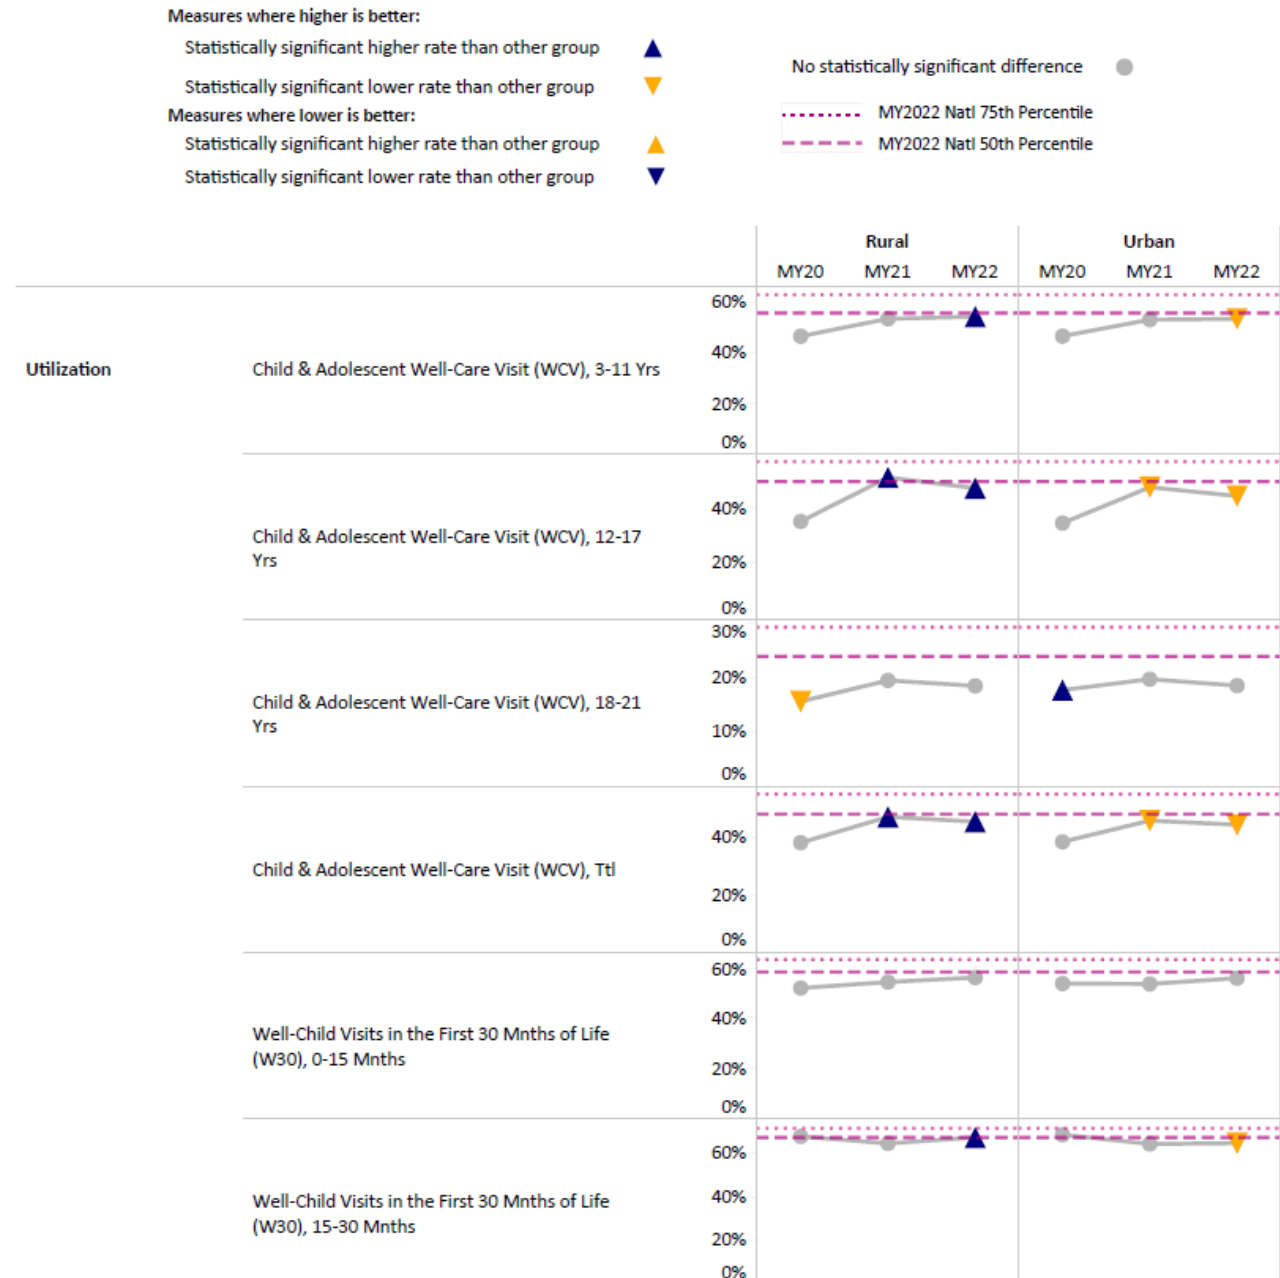 Measures where higher is better:
Statistically significant higher rate than other group
Statistically significant lower rate than other group
Measures where lower is better:
Statistically significant higher rate than other group
Statistically significant lower rate than other group
No statistically significant difference
MY2022 Natl 75th Percentile
MY2022 Natl 50th Percentile
Rural Urban
MY20 MY21 MY22 MY20 MY21 MY22
Utilization
Child & Adolescent Well-Care Visit (WCV), 3-11 Yrs
60%
40%
20%
0%
Child & Adolescent Well-Care Visit (WCV), 12-17
Yrs
40%
20%
0%
Child & Adolescent Well-Care Visit (WCV), 18-21
Yrs
30%
20%
10%
0%
Child & Adolescent Well-Care Visit (WCV), Ttl
40%
20%
0%
Well-Child Visits in the First 30 Mnths of Life
(W30), 0-15 Mnths
60%
40%
20%
0%
Well-Child Visits in the First 30 Mnths of Life
(W30), 15-30 Mnths
60%
40%
20%
0%